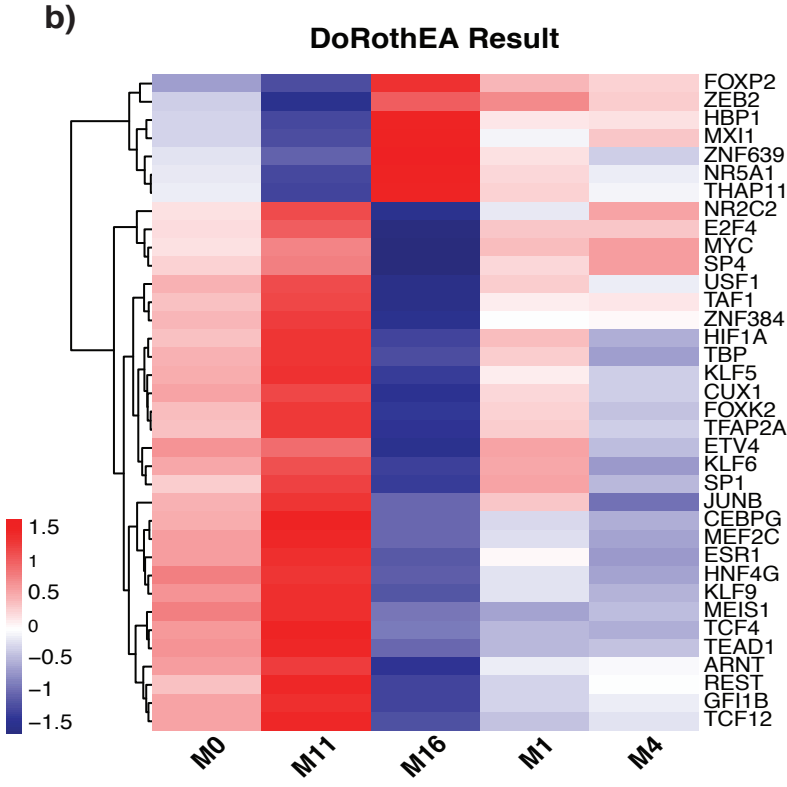 b)
DoRothEA Result
FOXP2
ZEB2
HBP1
MXI1
ZNF639
NR5A1
THAP11
NR2C2
E2F4
MYC
SP4
USF1
TAF1
ZNF384
HIF1A
TBP
KLF5
CUX1
FOXK2
TFAP2A
ETV4
KLF6
SP1
JUNB
CEBPG
MEF2C
ESR1
HNF4G
KLF9
MEIS1
TCF4
TEAD1
ARNT
REST
GFI1B
TCF12
1.5
1
0.5
0
−0.5
−1
−1.5
M0 M11 M16 M1 M4